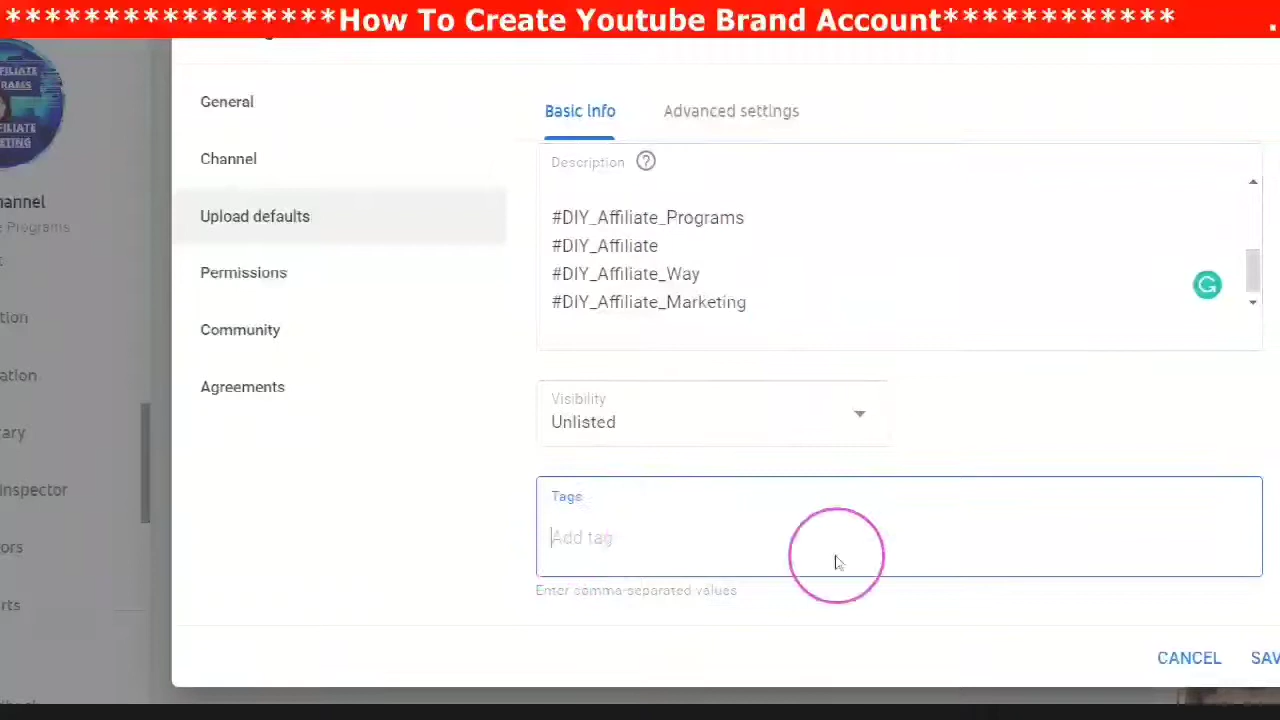 *****************How To Create Youtube Brand Account************
FILIATE
FILIATE
General
Basic info
Advanced settings
Channel
Description
Upload defaults
#DIY_Affiliate_Programs
#DIY_Affiliate
#DIY_Affiliate_Way
#DIY_Affiliate_Marketing
Permissions
Community
Agreements
Visibility
Unlisted
Tags
Add tag
Enter comma-separated values
CANCEL
SAV
annel
Programs
tion
ation
ary
Inspector
ors
rts